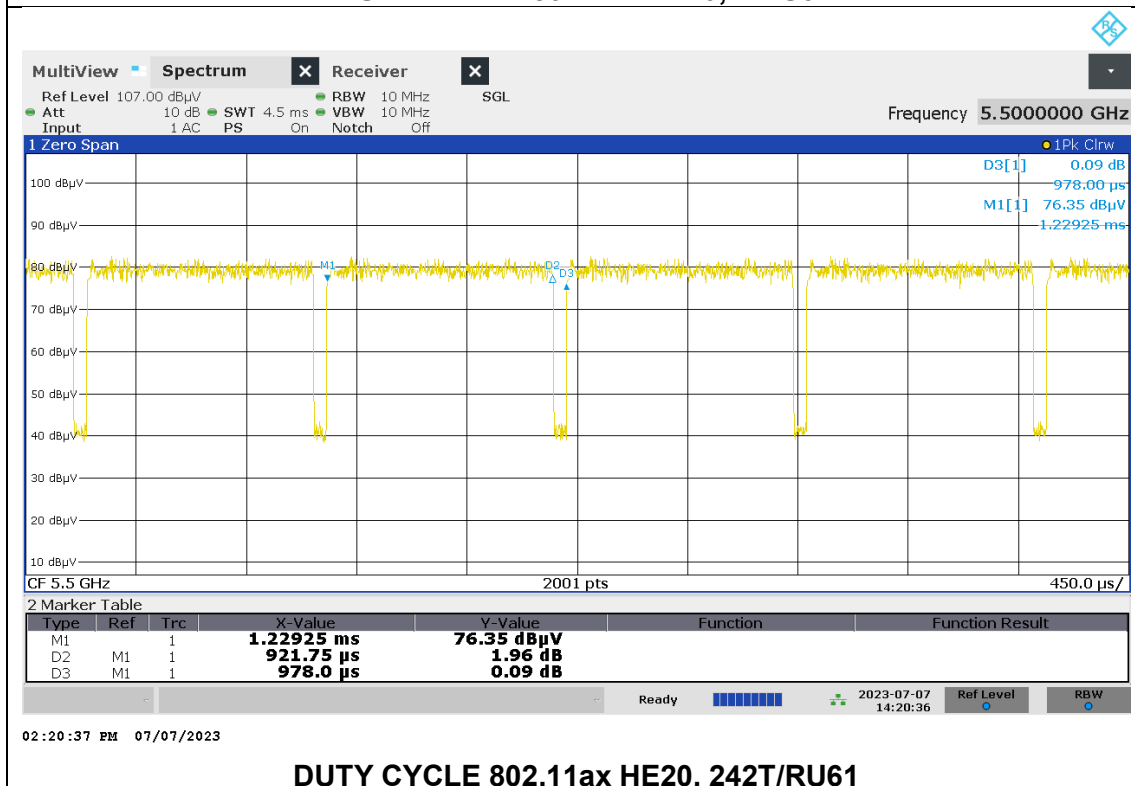 MultiView Spectrum X Receiver X
Ref Level 107.00 dBµV RBW 10 MHz SGL
Att 10 dB SWT 4.5 ms VBW 10 MHz
Input 1 AC PS On Notch Off
Frequency 5.5000000 GHz
1 Zero Span 1Pk Clrw
D3[1] 0.09 dB
978.00 µs
M1[1] 76.35 dBµV
1.22925 ms
100 dBµV
90 dBµV
80 dBµV
M1 D2 D3
70 dBµV
60 dBµV
50 dBµV
40 dBµV
30 dBµV
20 dBµV
10 dBµV
CF 5.5 GHz 2001 pts 450.0 µs/
2 Marker Table
Type Ref Trc X-Value Y-Value Function Function Result
M1 1 1.22925 ms 76.35 dBµV
D2 M1 1 921.75 µs 1.96 dB
D3 M1 1 978.0 µs 0.09 dB
Ready 2023-07-07 Ref Level RBW
14:20:36
02:20:37 PM 07/07/2023
DUTY CYCLE 802.11ax HE20, 242T/RU61